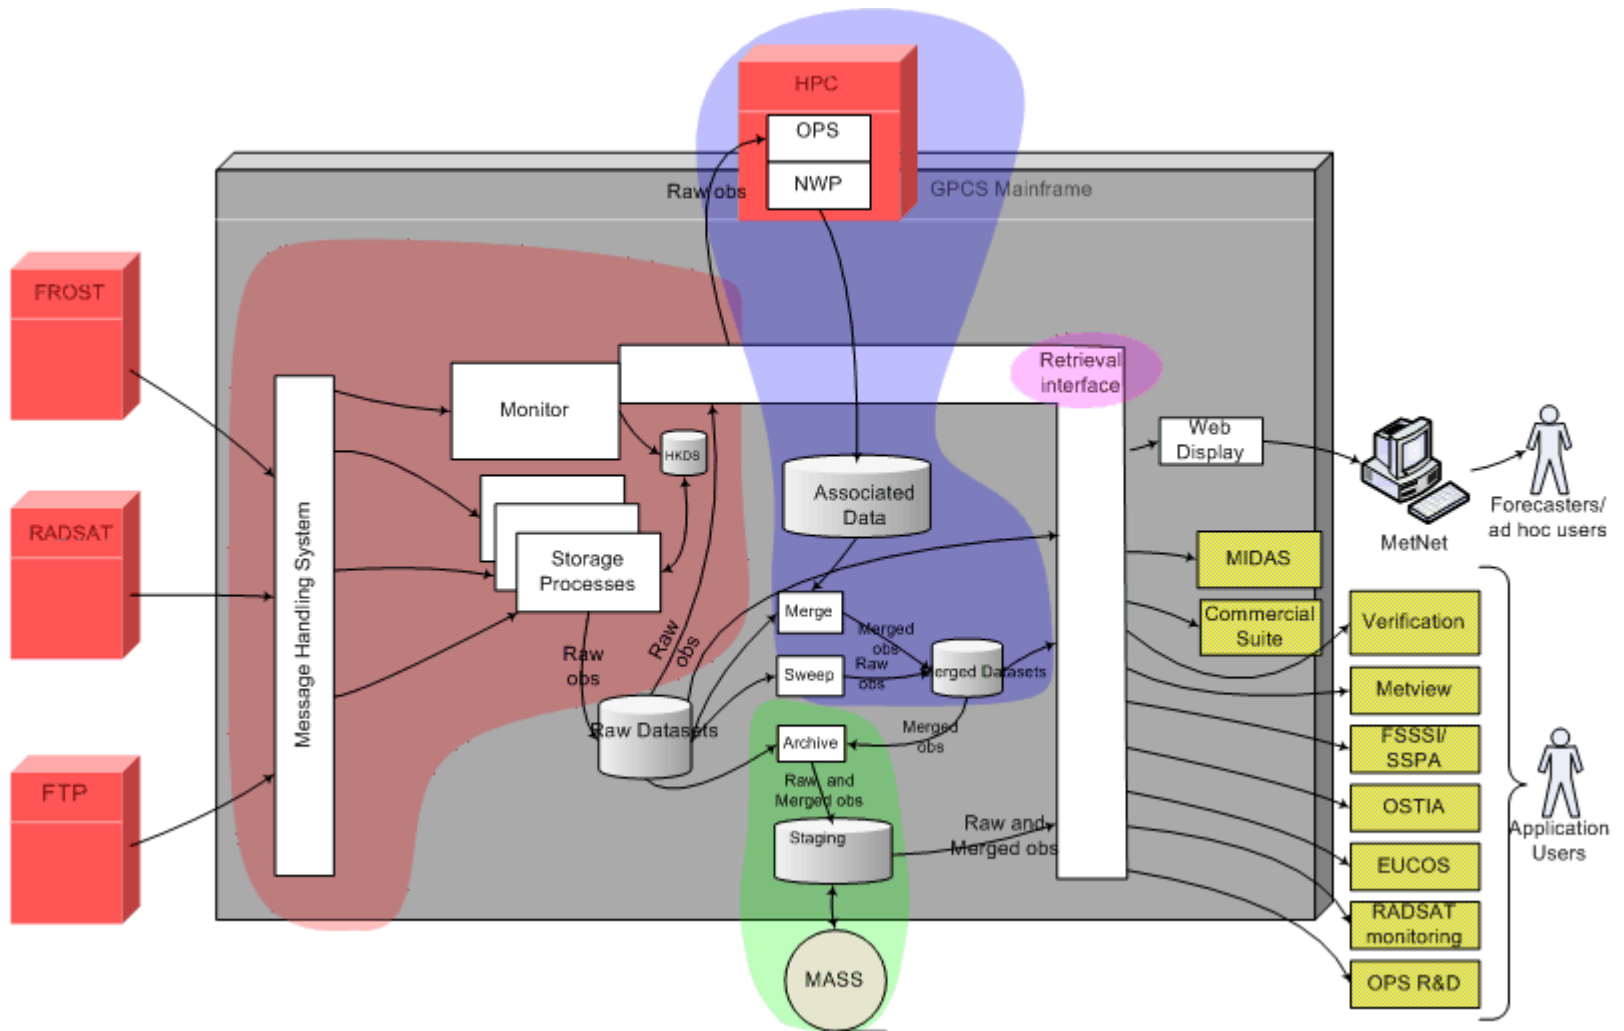 HPC
OPS
NWP
Raw obs
GPCS Mainframe
FROST
RADSAT
FTP
Message Handling System
Monitor
HKDS
Storage
Processes
Raw
obs
Raw
obs
Raw Datasets
Retrieval
interface
Associated
Data
Merge
Merged
obs
Sweep
Raw
obs
Merged Datasets
Merged
obs
Archive
Raw and
Merged obs
Staging
Raw and
Merged obs
MASS
Web
Display
MetNet
Forecasters/
ad hoc users
MIDAS
Commercial
Suite
Verification
Metview
FSSSI/
SSPA
OSTIA
EUCOS
RADSAT
monitoring
OPS R&D
Application
Users